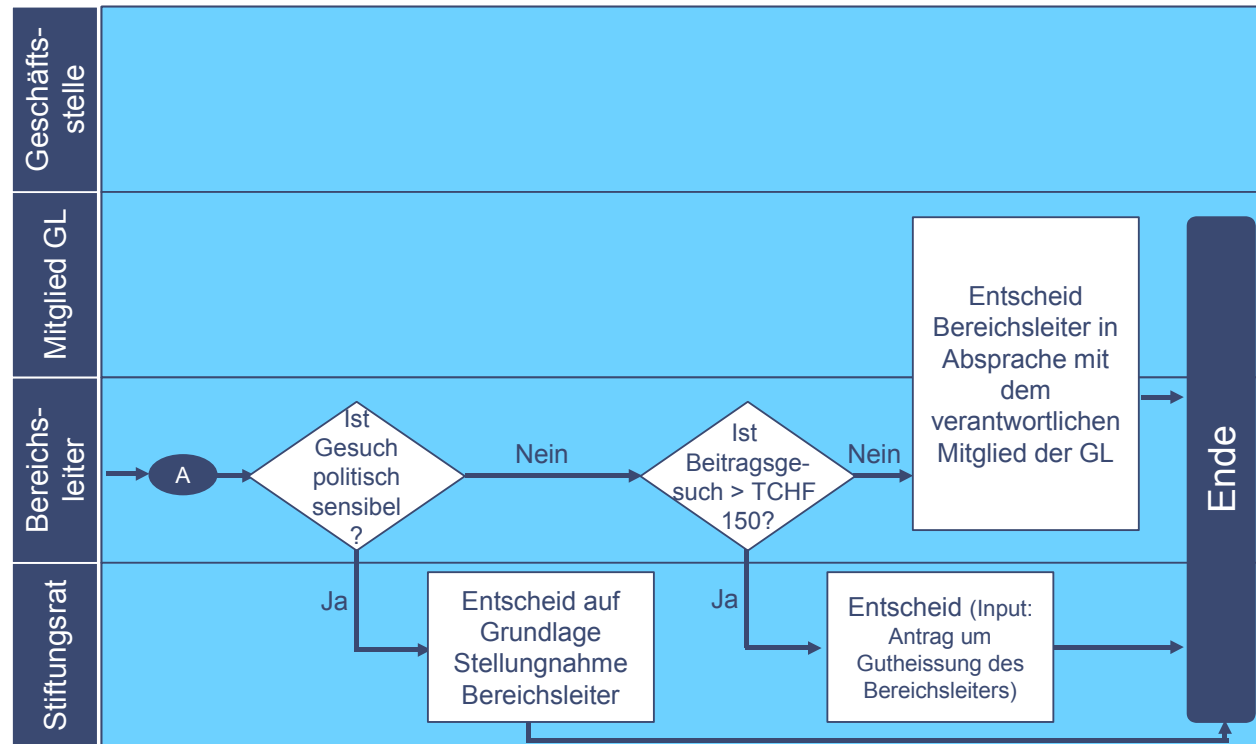 Geschäfts-
stelle
Mitglied GL
Bereichs-
leiter
Stiftungsrat
A
Ist
Gesuch
politisch
sensibel
?
Nein
Ja
Ist
Beitragsge-
such > TCHF
150?
Nein
Ja
Entscheid
Bereichsleiter in
Absprache mit
dem
verantwortlichen
Mitglied der GL
Entscheid auf
Grundlage
Stellungnahme
Bereichsleiter
Entscheid (Input:
Antrag um
Gutheissung des
Bereichsleiters)
Ende